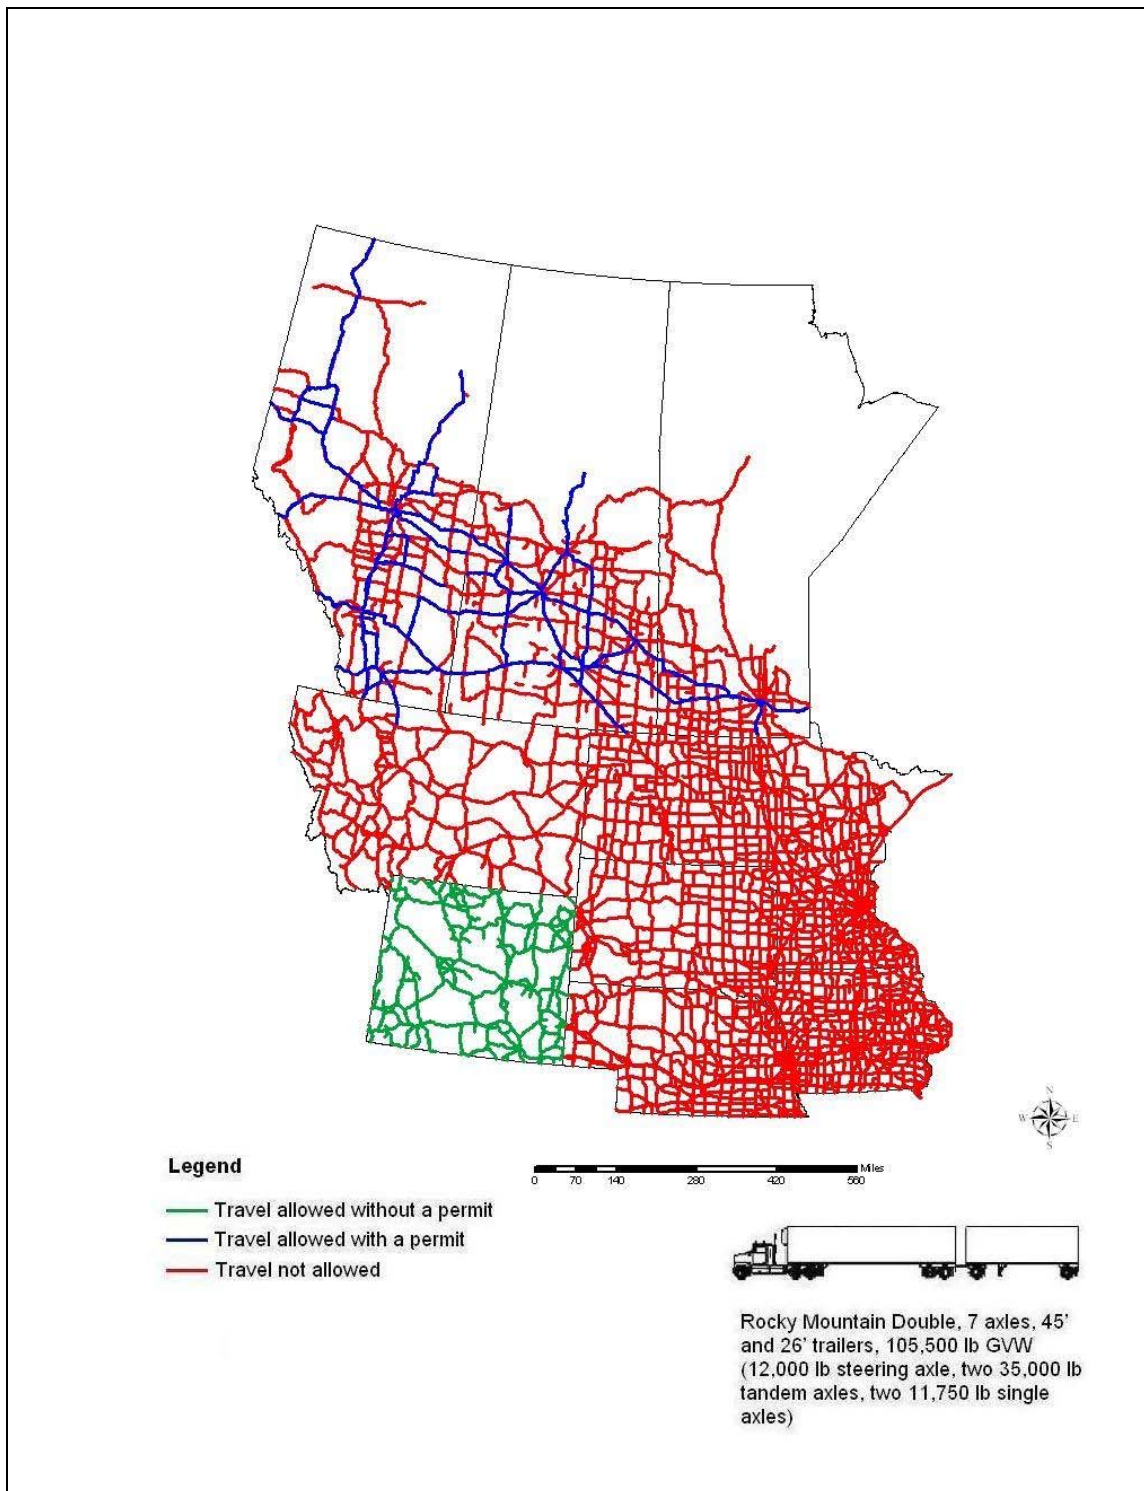 N
W
E
S
Legend
Miles
0 70 140 280 420 560
Travel allowed without a permit
Travel allowed with a permit
Travel not allowed
Rocky Mountain Double, 7 axles, 45'
and 26' trailers, 105,500 lb GVW
(12,000 lb steering axle, two 35,000 lb
tandem axles, two 11,750 lb single
axles)